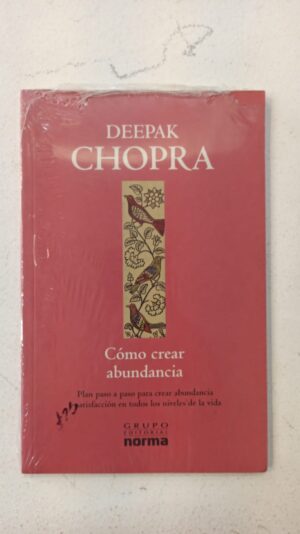 DEEPAK
CHOPRA
Cómo crear
abundancia
Plan paso a paso para crear abundancia
satisfacción en todos los niveles de la vida
GRUPO
EDITORIAL
norma